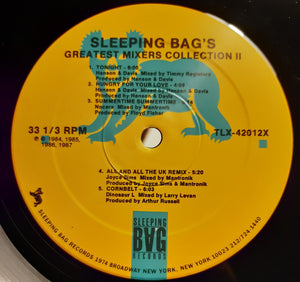 SLEEPING BAG'S
GREATEST MIXERS COLLECTION II
1. TONIGHT - 6:05
Hanson & Davis Mixed by Timmy Regisford
Produced by Hanson & Davis
2. HUNGRY FOR YOUR LOVE - 4:08
Hanson & Davis
Produced by Hanson & Davis
3. SUMMERTIME SUMMERTIME
Nocera Mixed by Mantronik
Produced by Floyd Fisher
33 1/3 RPM
TLX-42012X
℗ © 1984, 1985,
1986, 1987
4. ALL AND ALL THE UK REMIX - 5:20
Joyce Sims Mixed by Mantronik
Produced by Joyce Sims & Mantronik
5. CORNBELT - 6:03
Dinosaur L Mixed by Larry Levan
Produced by Arthur Russell
SLEEPING
BAG
RECORDS
SLEEPING BAG RECORDS 1974 BROADWAY NEW YORK, NEW YORK 10023 212/724-1440